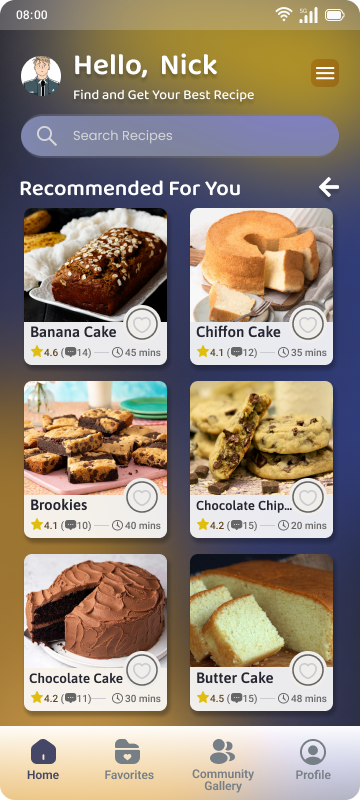 08:00
5G
Hello, Nick
Find and Get Your Best Recipe
Search Recipes
Recommended For You
Banana Cake
4.6 (14) 45 mins
Chiffon Cake
4.1 (12) 35 mins
Brookies
4.1 (10) 40 mins
Chocolate Chip...
4.2 (15) 20 mins
Chocolate Cake
4.2 (11) 30 mins
Butter Cake
4.5 (15) 48 mins
Home
Favorites
Community
Gallery
Profile